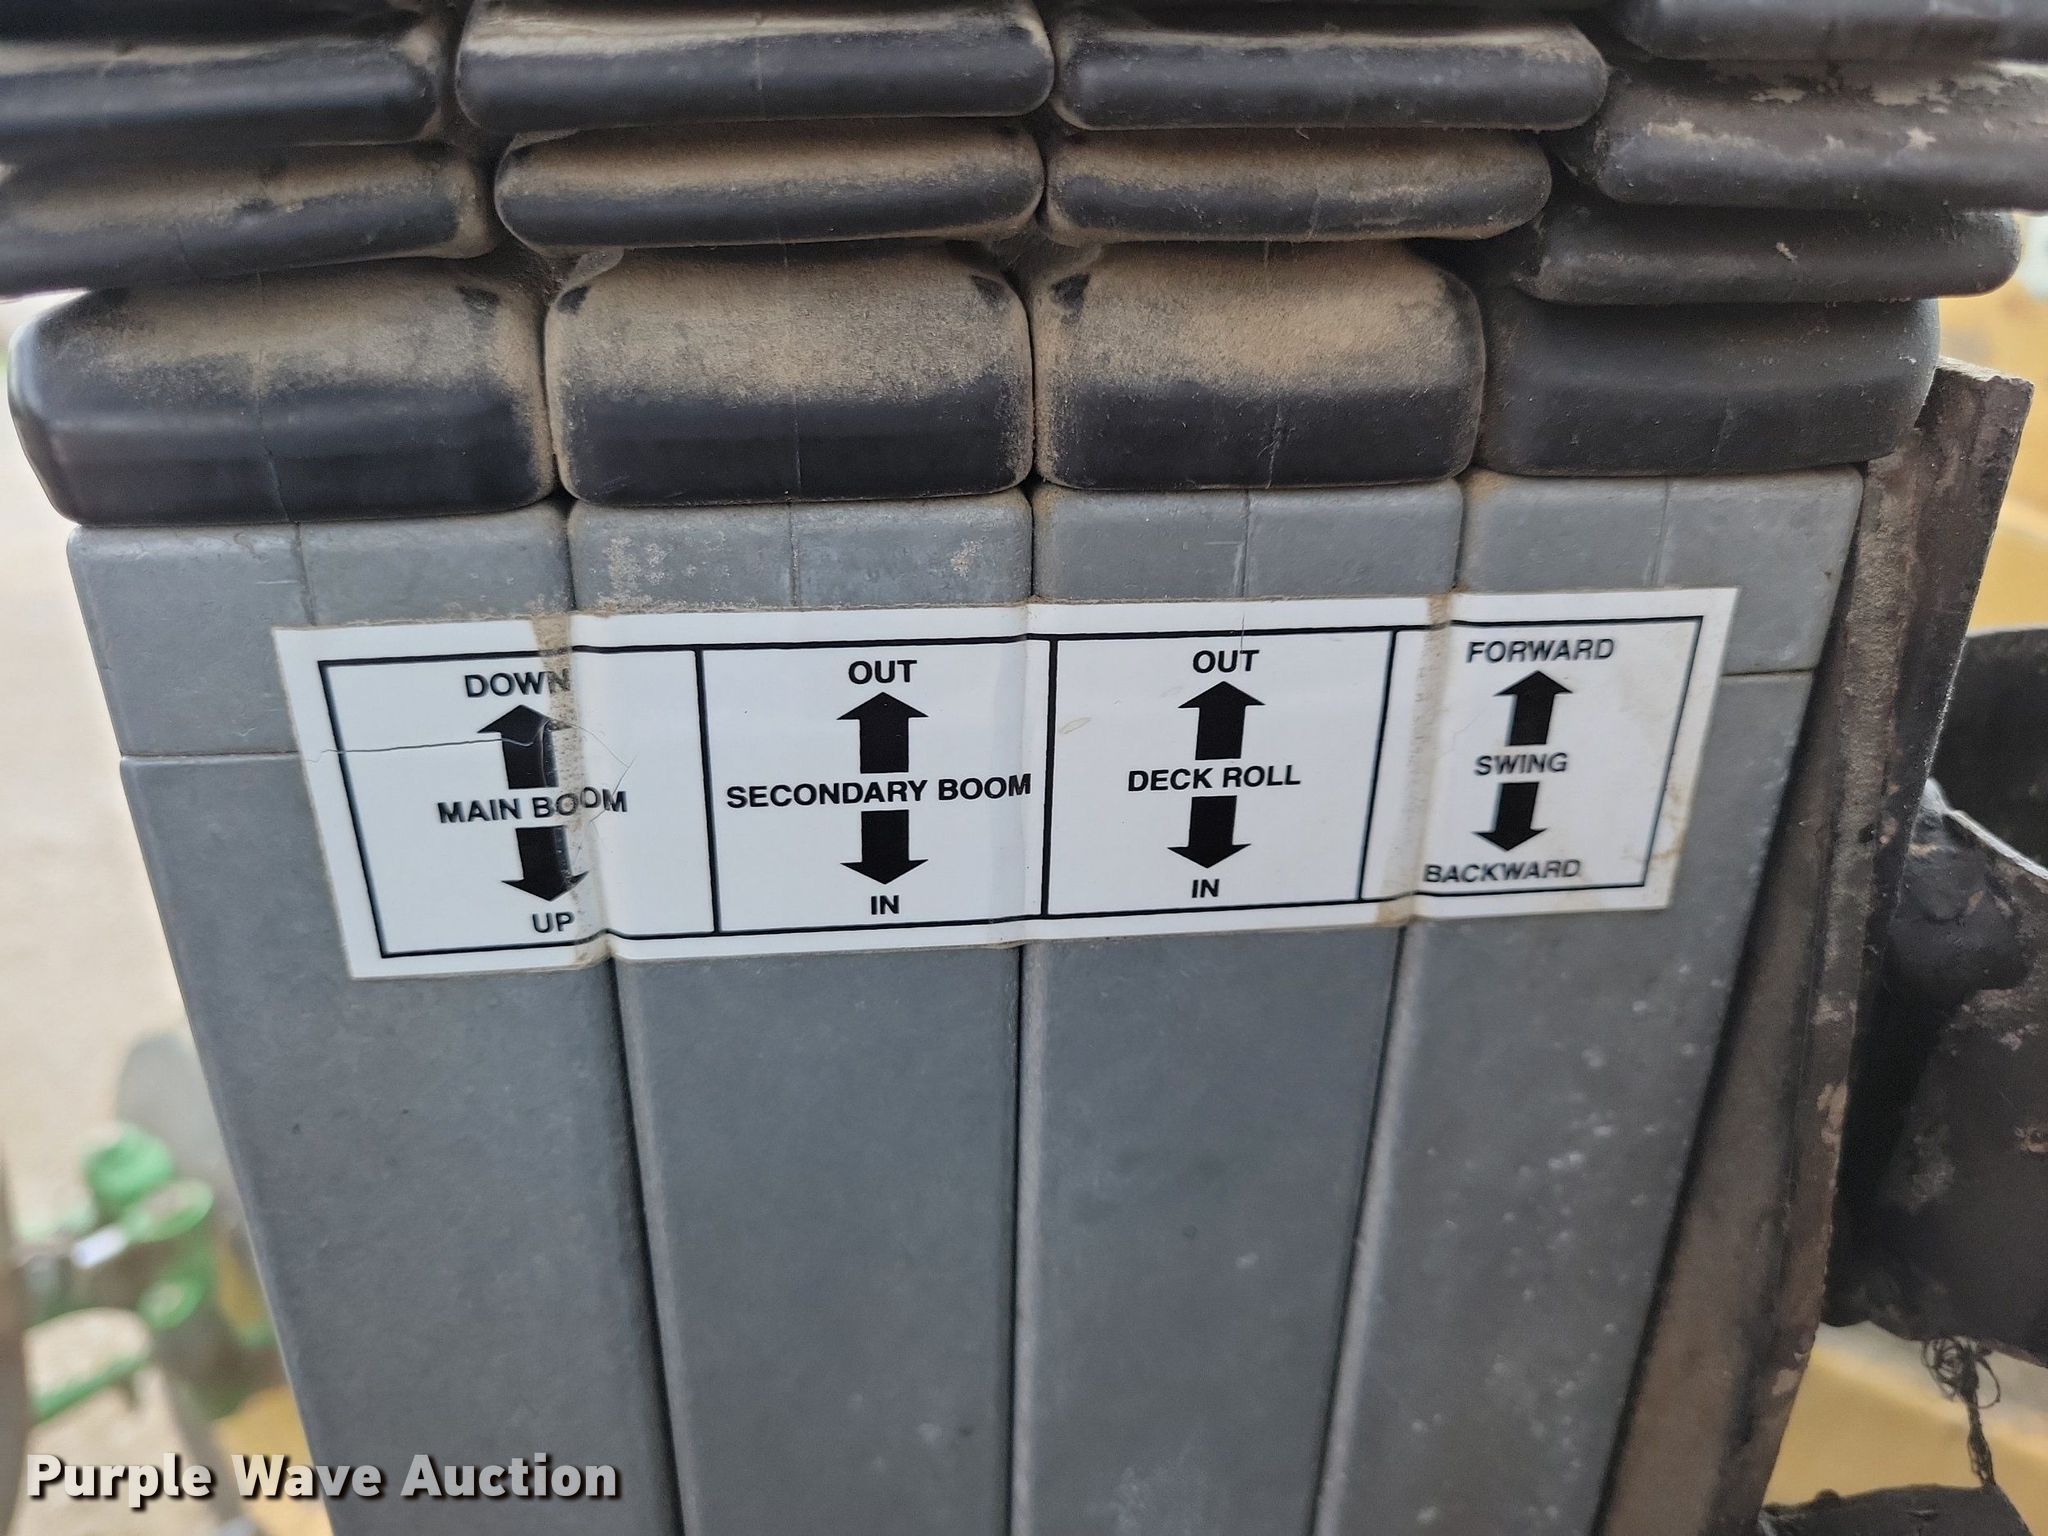 DOWN
MAIN BOOM
UP
OUT
SECONDARY BOOM
IN
OUT
DECK ROLL
IN
FORWARD
SWING
BACKWARD
Purple Wave Auction